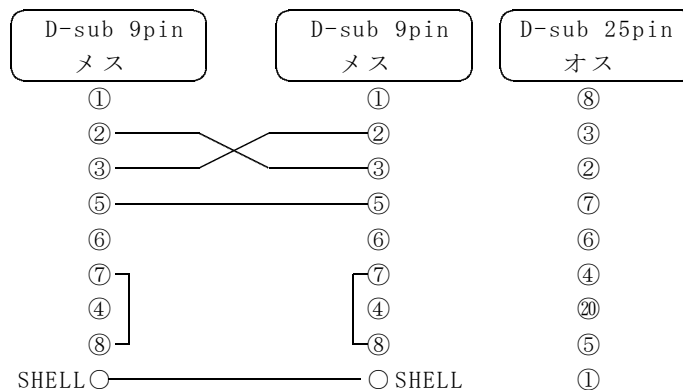 D-sub 9pin D-sub 9pin D-sub 25pin
メス メス オス
① ① ⑧
② ② ③
③ ③ ②
⑤ ⑤ ⑦
⑥ ⑥ ⑥
⑦ ⑦ ④
④ ④ ⑳
⑧ ⑧ ⑤
SHELL○ ○SHELL ①